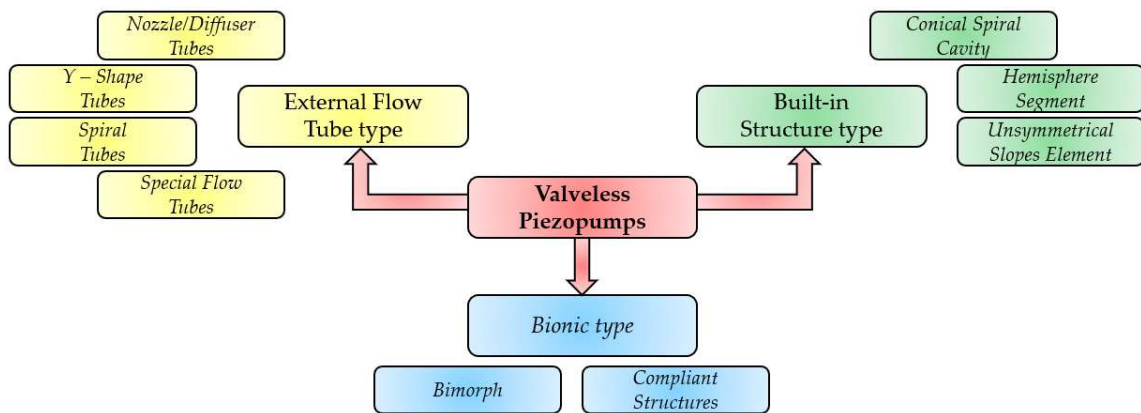 Nozzle/Diffuser
Tubes
Y – Shape
Tubes
Spiral
Tubes
Special Flow
Tubes
External Flow
Tube type
Valveless
Piezopumps
Built-in
Structure type
Conical Spiral
Cavity
Hemisphere
Segment
Unsymmetrical
Slopes Element
Bionic type
Bimorph
Compliant
Structures